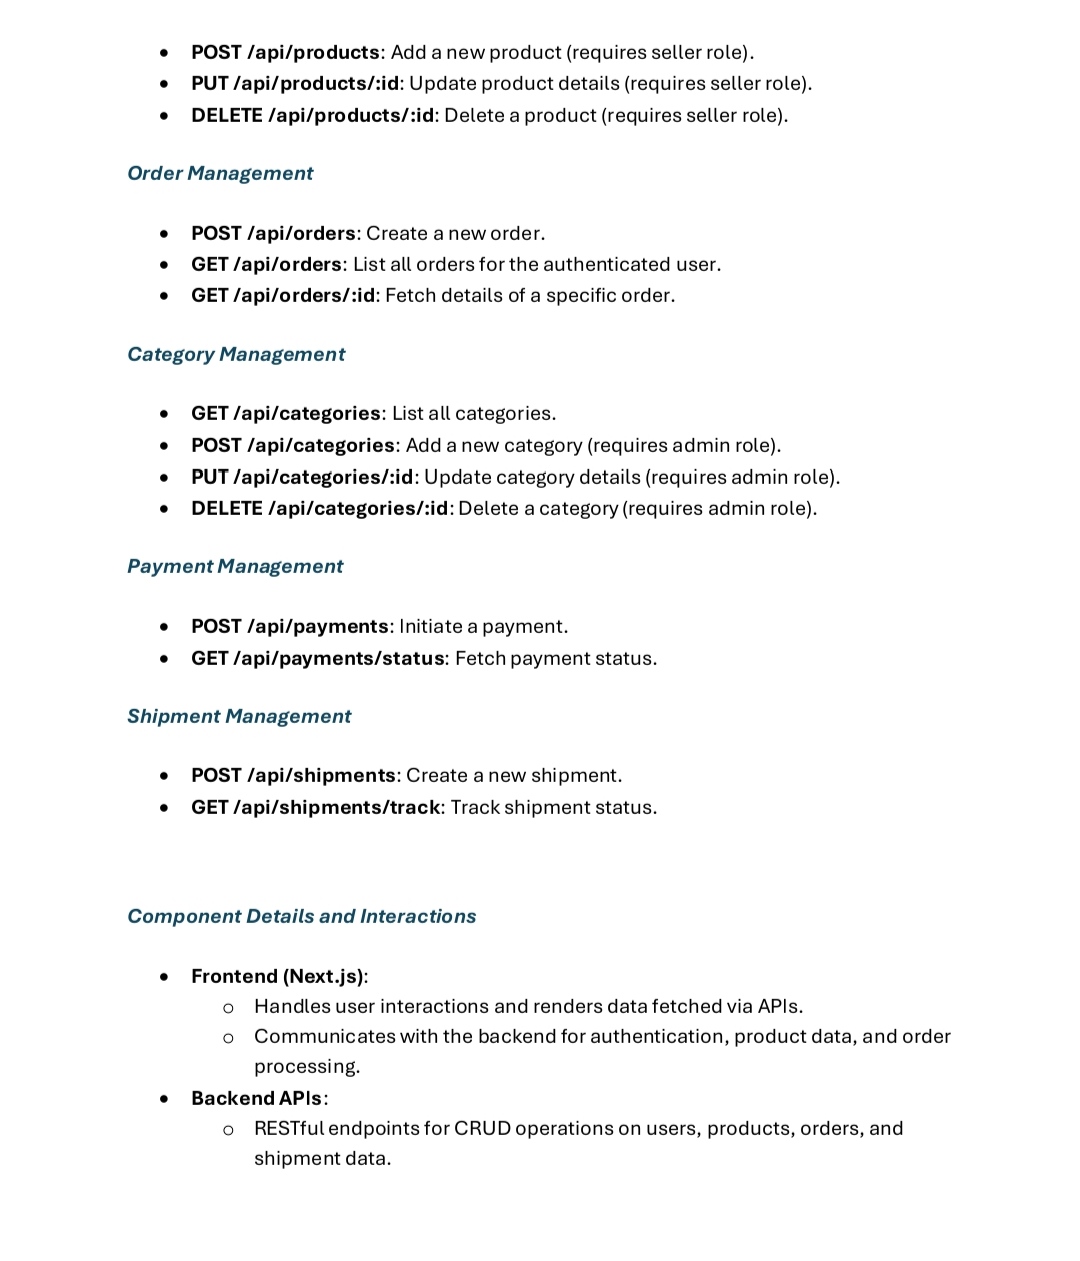 • POST /api/products: Add a new product (requires seller role).
• PUT /api/products/:id: Update product details (requires seller role).
• DELETE /api/products/:id: Delete a product (requires seller role).
Order Management
• POST /api/orders: Create a new order.
• GET /api/orders: List all orders for the authenticated user.
• GET /api/orders/:id: Fetch details of a specific order.
Category Management
• GET /api/categories: List all categories.
• POST /api/categories: Add a new category (requires admin role).
• PUT /api/categories/:id: Update category details (requires admin role).
• DELETE /api/categories/:id: Delete a category (requires admin role).
Payment Management
• POST /api/payments: Initiate a payment.
• GET /api/payments/status: Fetch payment status.
Shipment Management
• POST /api/shipments: Create a new shipment.
• GET /api/shipments/track: Track shipment status.
Component Details and Interactions
• Frontend (Next.js):
o Handles user interactions and renders data fetched via APIs.
o Communicates with the backend for authentication, product data, and order
processing.
• Backend APIs:
o RESTful endpoints for CRUD operations on users, products, orders, and
shipment data.